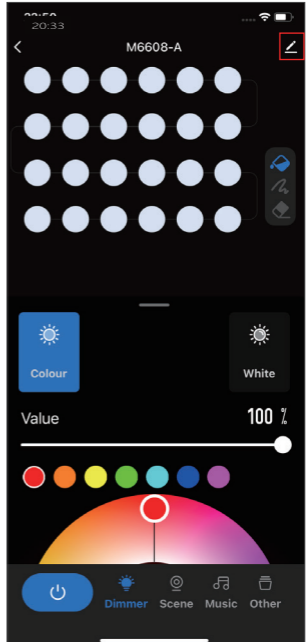 20:33
M6608-A
Colour
White
Value
100 %
Dimmer
Scene
Music
Other